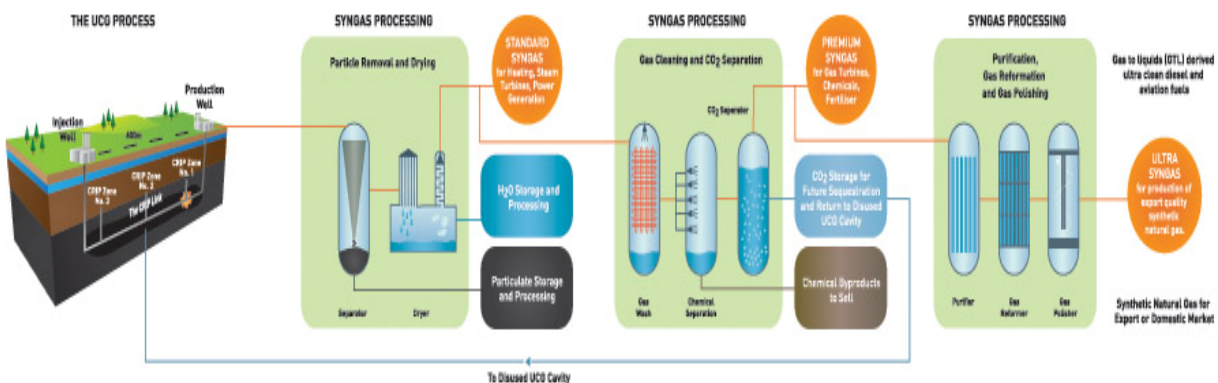 THE UCG PROCESS
Production
Well
Injection
Well
600m
CRIP Zone
No. 1
CRIP Zone
No. 2
CRIP Zone
No. 3
The CRIP Link
SYNGAS PROCESSING
Particle Removal and Drying
Separator
Dryer
STANDARD
SYNGAS
for Heating, Steam
Turbines, Power
Generation
H₂O Storage and
Processing
Particulate Storage
and Processing
SYNGAS PROCESSING
Gas Cleaning and CO₂ Separation
CO₂ Separator
Gas
Wash
Chemical
Separation
PREMIUM
SYNGAS
for Gas Turbines,
Chemicals,
Fertiliser
CO₂ Storage for
Future Sequestration
and Return to Disused
UCG Cavity
Chemical Byproducts
to Sell
SYNGAS PROCESSING
Purification,
Gas Reformation
and Gas Polishing
Purifier
Gas
Reformer
Gas
Polisher
Gas to liquids (GTL) derived
ultra clean diesel and
aviation fuels
ULTRA
SYNGAS
for production of
export quality
synthetic
natural gas.
Synthetic Natural Gas for
Export or Domestic Market
To Disused UCG Cavity